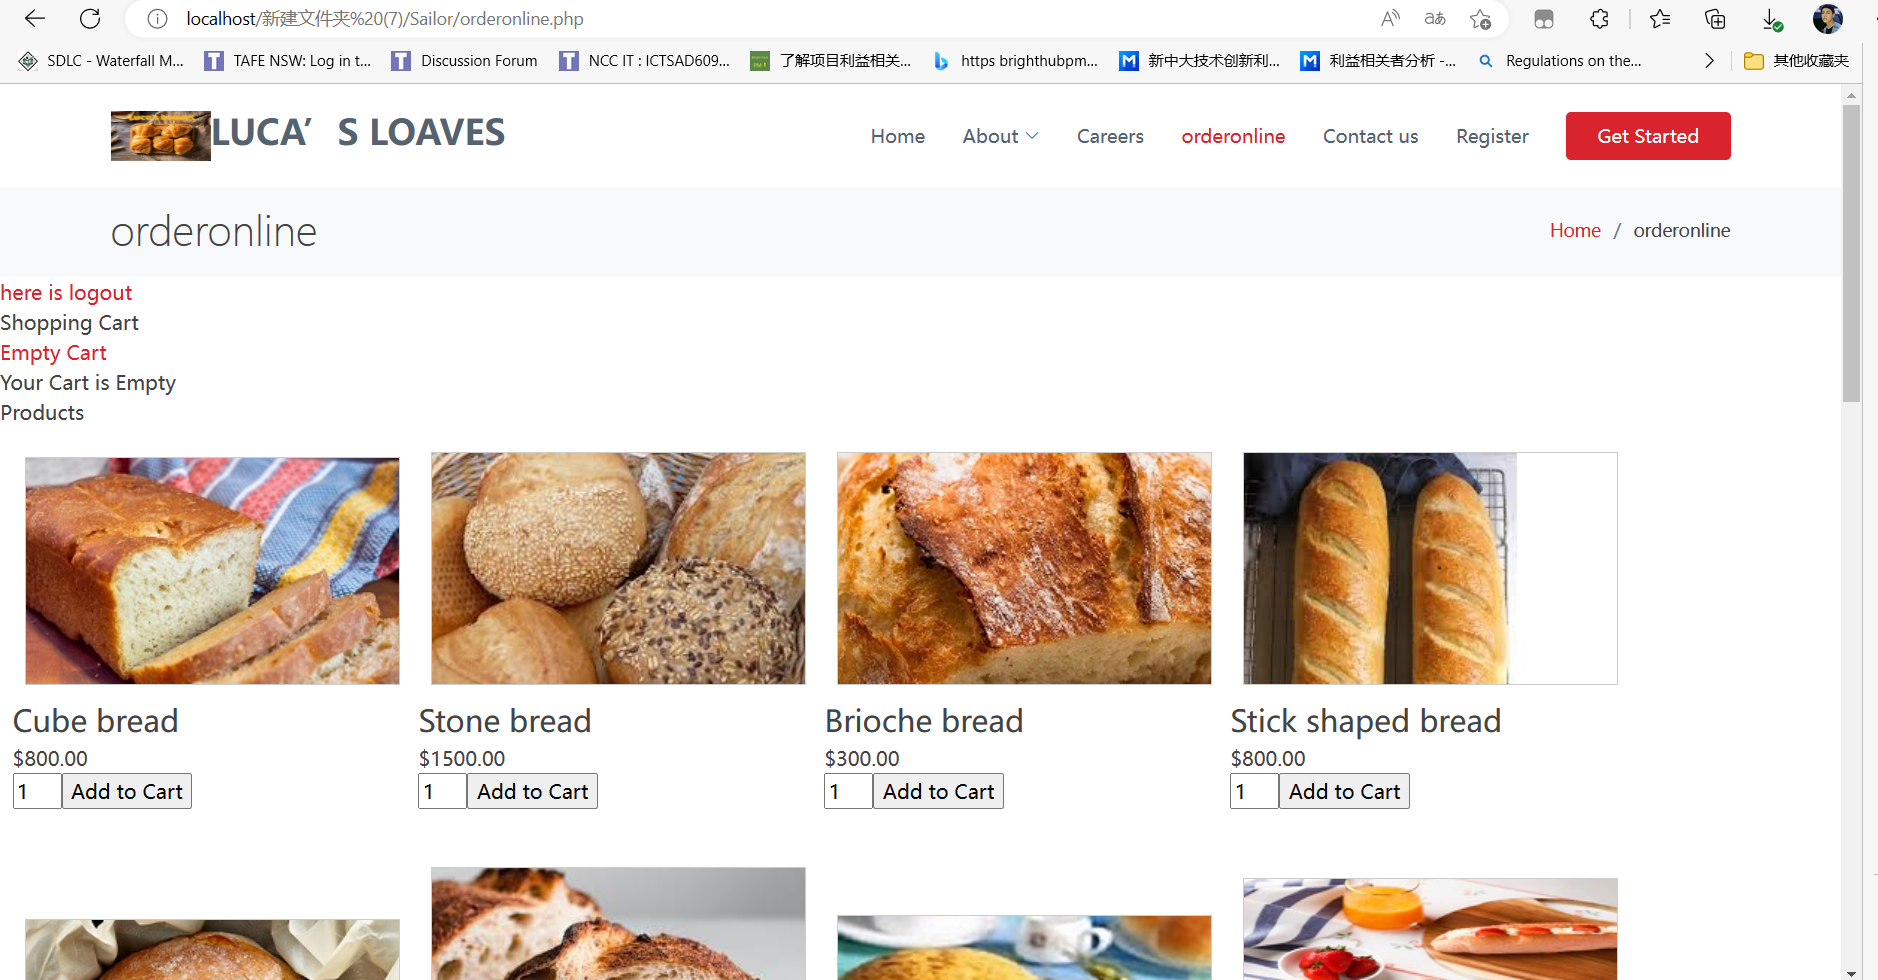 localhost/新建文件夹%20(7)/Sailor/orderonline.php
SDLC - Waterfall M... TAFE NSW: Log in t... Discussion Forum NCC IT : ICTSAD609... 了解项目利益相关... https brighthubpm... 新中大技术创新利... 利益相关者分析 -... Regulations on the... 其他收藏夹
LUCA’S LOAVES
Home About Careers orderonline Contact us Register Get Started
orderonline
Home / orderonline
here is logout
Shopping Cart
Empty Cart
Your Cart is Empty
Products
Cube bread Stone bread Brioche bread Stick shaped bread
$800.00 $1500.00 $300.00 $800.00
1 Add to Cart 1 Add to Cart 1 Add to Cart 1 Add to Cart